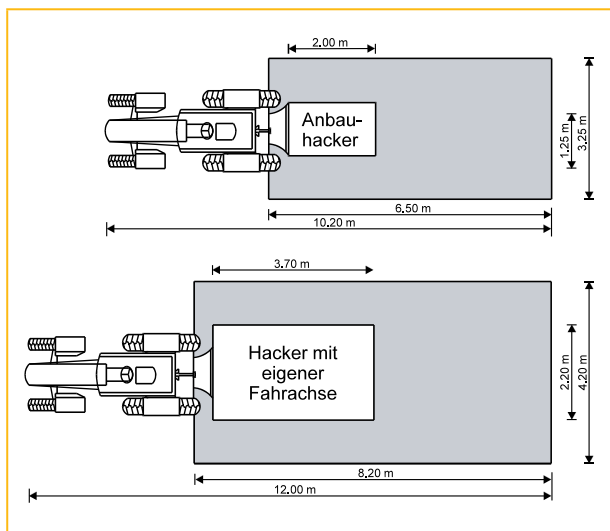 2.00 m
Anbau-
hacker
1.25 m
3.25 m
6.50 m
10.20 m
3.70 m
Hacker mit
eigener
Fahrachse
2.20 m
4.20 m
8.20 m
12.00 m